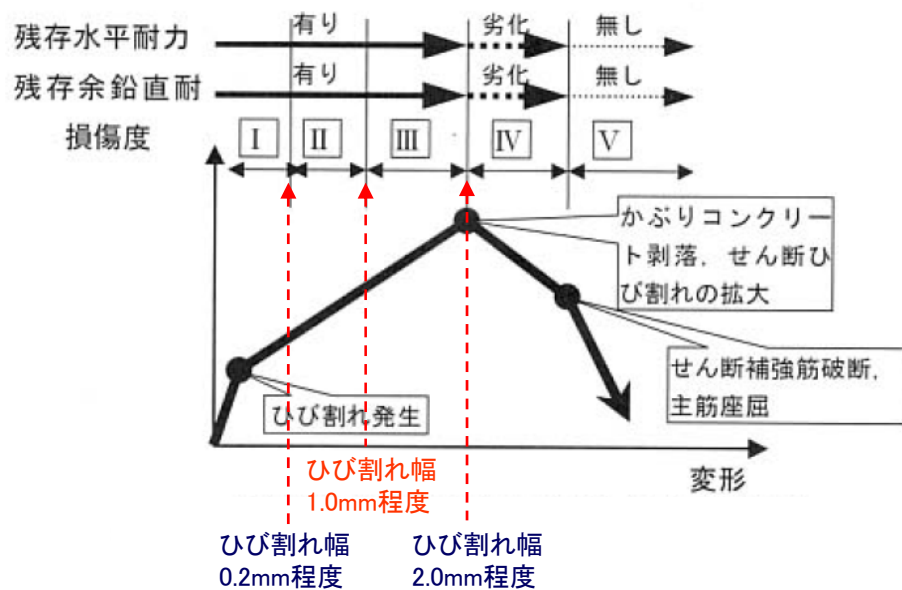 残存水平耐力
有り
劣化
無し
残存余鉛直耐
有り
劣化
無し
損傷度
Ⅰ
Ⅱ
Ⅲ
Ⅳ
Ⅴ
かぶりコンクリー
ト剥落，せん断ひ
び割れの拡大
せん断補強筋破断，
主筋座屈
ひび割れ発生
変形
ひび割れ幅
1.0mm程度
ひび割れ幅
0.2mm程度
ひび割れ幅
2.0mm程度